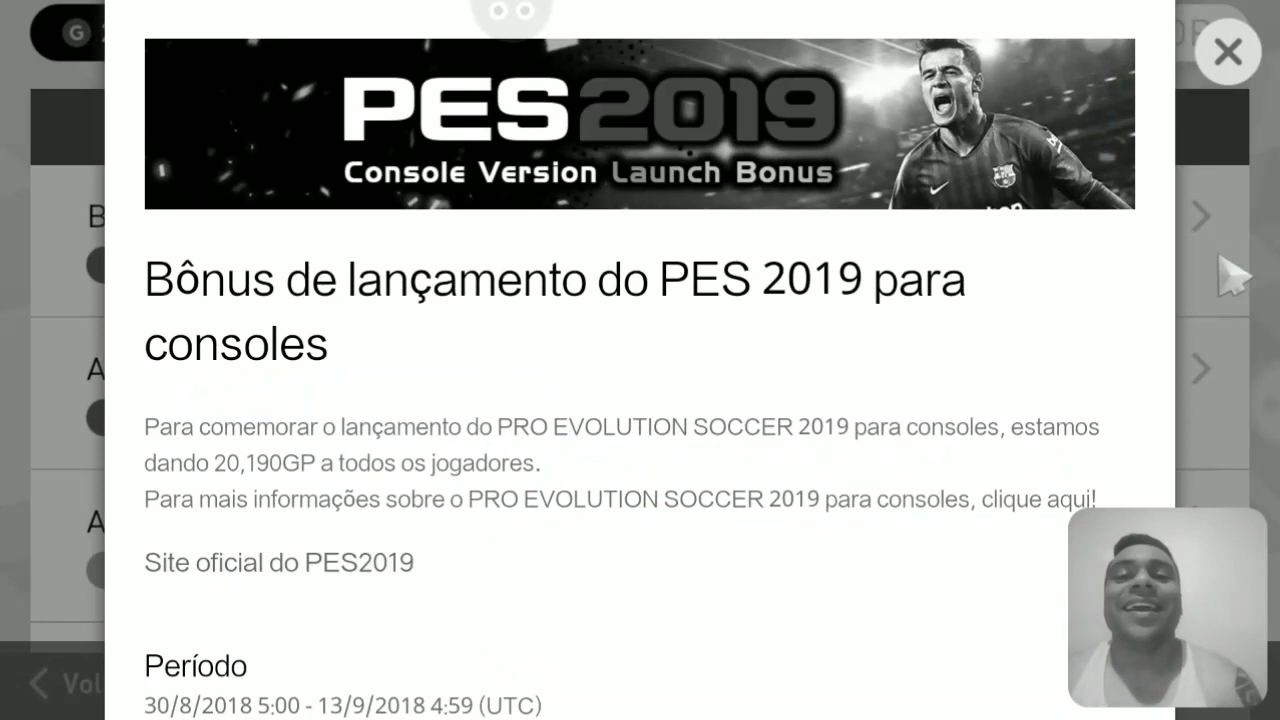 PES2019
Console Version Launch Bonus
Bônus de lançamento do PES 2019 para
consoles
Para comemorar o lançamento do PRO EVOLUTION SOCCER 2019 para consoles, estamos
dando 20,190GP a todos os jogadores.
Para mais informações sobre o PRO EVOLUTION SOCCER 2019 para consoles, clique aqui!
Site oficial do PES2019
Período
30/8/2018 5:00 - 13/9/2018 4:59 (UTC)